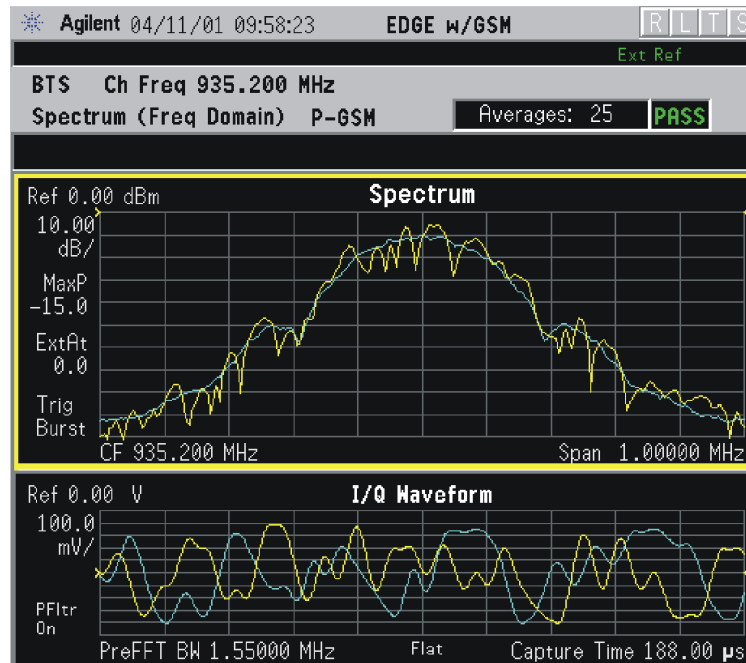 Agilent 04/11/01 09:58:23 EDGE w/GSM R L T S
Ext Ref
BTS Ch Freq 935.200 MHz
Spectrum (Freq Domain) P-GSM Averages: 25 PASS
Ref 0.00 dBm Spectrum
10.00
dB/
MaxP
-15.0
ExtAt
0.0
Trig
Burst
CF 935.200 MHz Span 1.00000 MHz
Ref 0.00 V I/Q Waveform
100.0
mV/
PFltr
On
PreFFT BW 1.55000 MHz Flat Capture Time 188.00 µs